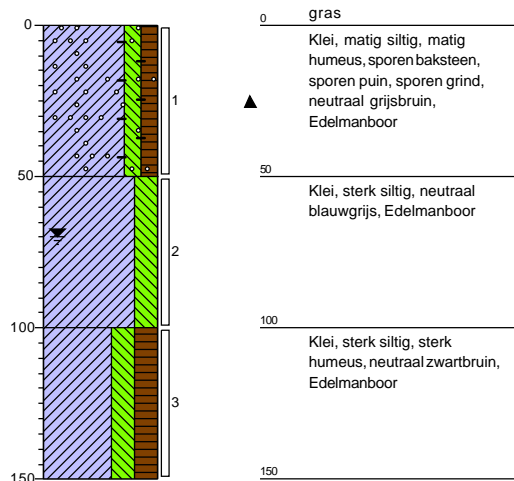 0
50
100
150
1
2
3
0
gras
Klei, matig siltig, matig
humeus, sporen baksteen,
sporen puin, sporen grind,
neutraal grijsbruin,
Edelmanboor
50
Klei, sterk siltig, neutraal
blauwgrijs, Edelmanboor
100
Klei, sterk siltig, sterk
humeus, neutraal zwartbruin,
Edelmanboor
150